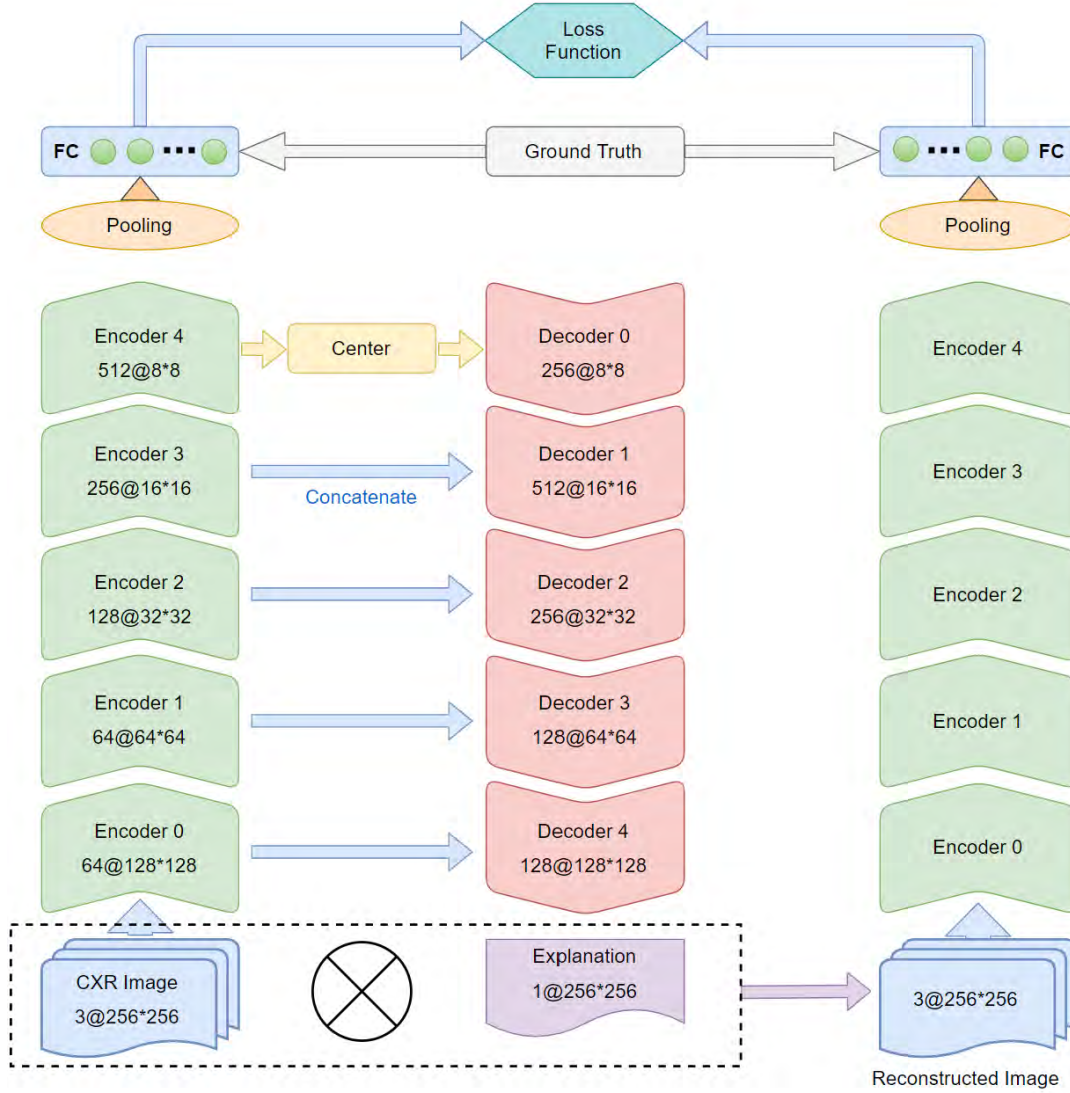 Loss
Function
FC
Ground Truth
FC
Pooling
Pooling
Encoder 4
512@8*8
Center
Decoder 0
256@8*8
Encoder 4
Encoder 3
256@16*16
Concatenate
Decoder 1
512@16*16
Encoder 3
Encoder 2
128@32*32
Decoder 2
256@32*32
Encoder 2
Encoder 1
64@64*64
Decoder 3
128@64*64
Encoder 1
Encoder 0
64@128*128
Decoder 4
128@128*128
Encoder 0
CXR Image
3@256*256
Explanation
1@256*256
3@256*256
Reconstructed Image